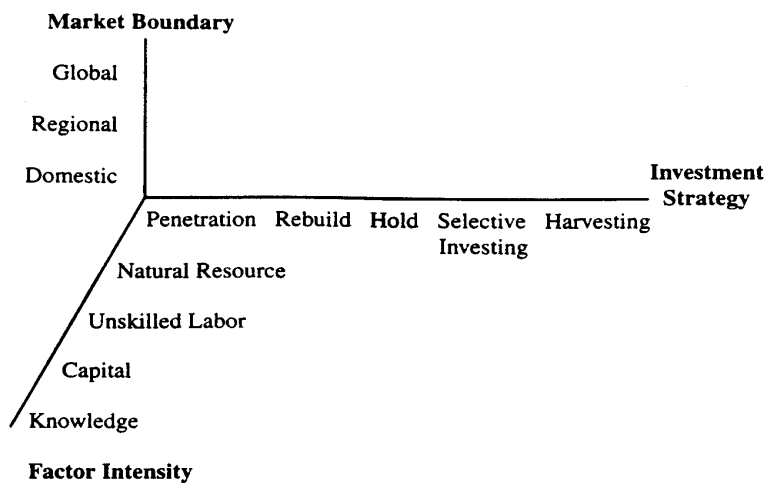 Market Boundary
Global
Regional
Domestic
Investment
Strategy
Penetration Rebuild Hold Selective Harvesting
Investing
Natural Resource
Unskilled Labor
Capital
Knowledge
Factor Intensity